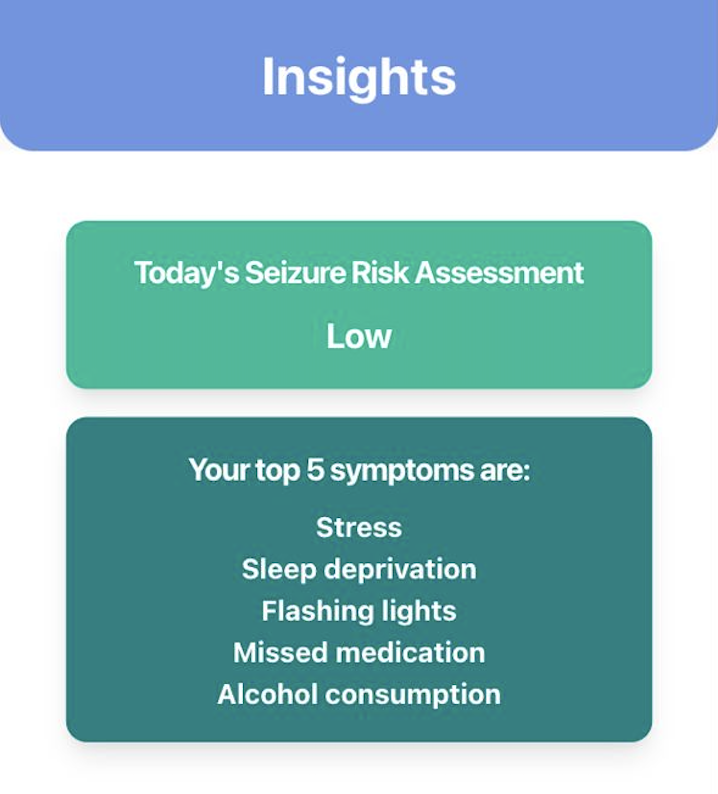 Insights
Today's Seizure Risk Assessment
Low
Your top 5 symptoms are:
Stress
Sleep deprivation
Flashing lights
Missed medication
Alcohol consumption